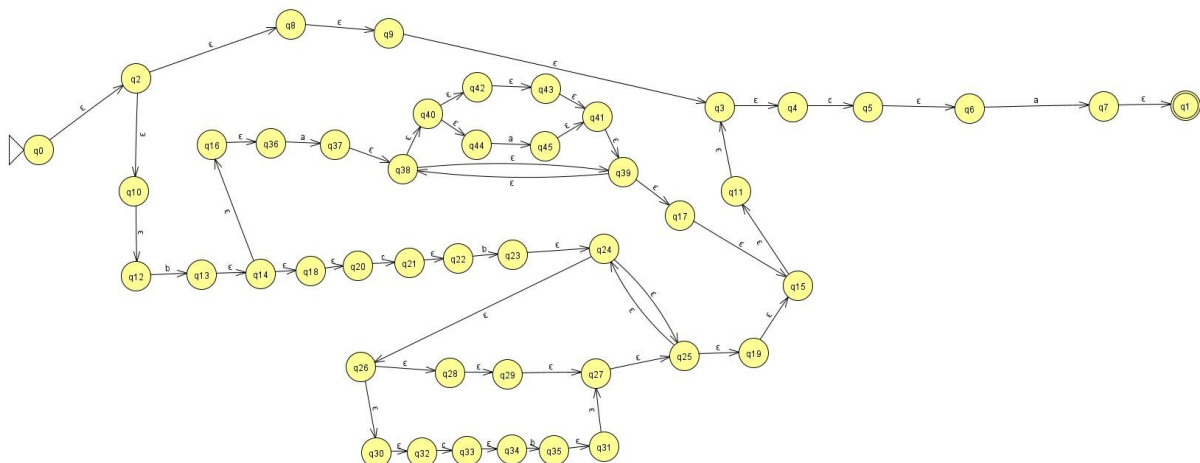 q8 ε q9
ε
q2 ε
ε q42 ε q43
q40 ε ε q41 q3 ε q4 c q5 ε q6 a q7 ε q1
ε q44 a q45 ε
q0 ε q16 ε q36 a q37 ε ε ε ε
q38 ε q39
ε ε
q10 ε q11
ε ε q17 ε
q12 b q13 ε q14 ε q18 ε q20 c q21 ε q22 b q23 ε q24 ε
ε ε q15
ε ε
q26 ε q28 ε q29 ε q27 ε q25 ε q19
ε ε
q30 ε q32 c q33 ε q34 b q35 ε q31